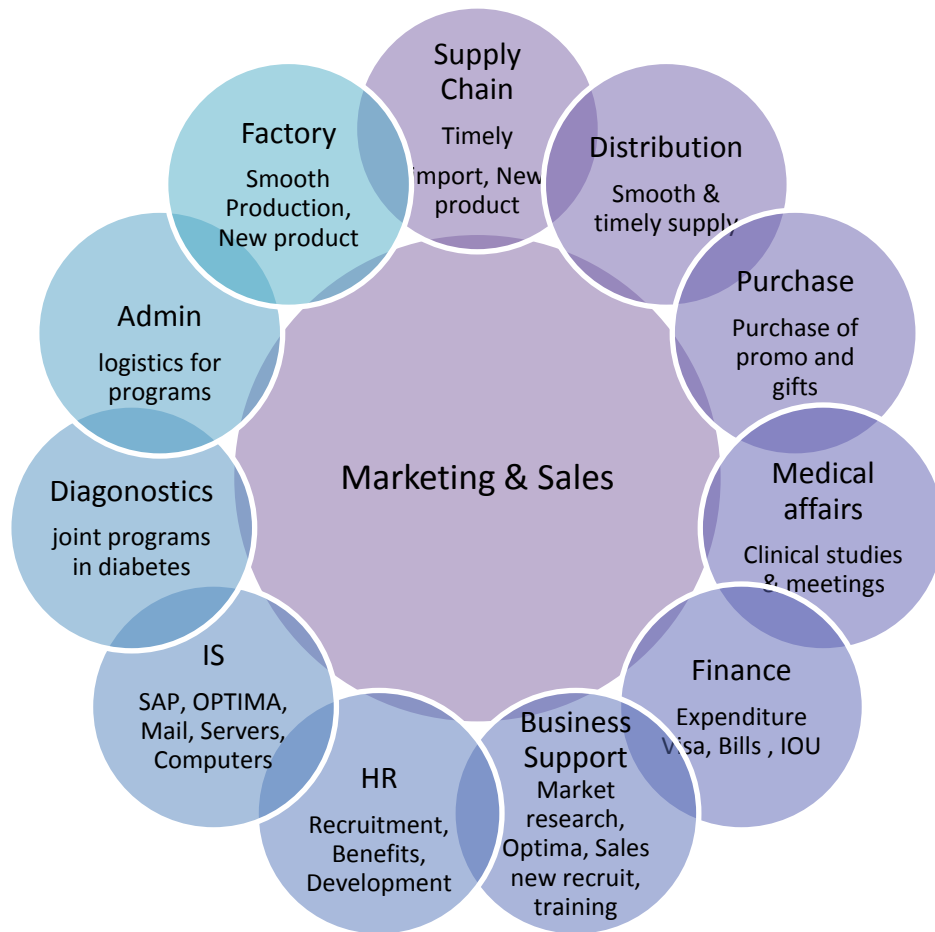 Supply
Chain
Timely
import, New
product
Distribution
Smooth &
timely supply
Purchase
Purchase of
promo and
gifts
Medical
affairs
Clinical studies
& meetings
Finance
Expenditure
Visa, Bills , IOU
Business
Support
Market
research,
Optima, Sales
new recruit,
training
HR
Recruitment,
Benefits,
Development
IS
SAP, OPTIMA,
Mail, Servers,
Computers
Diagonostics
joint programs
in diabetes
Admin
logistics for
programs
Factory
Smooth
Production,
New product
Marketing & Sales